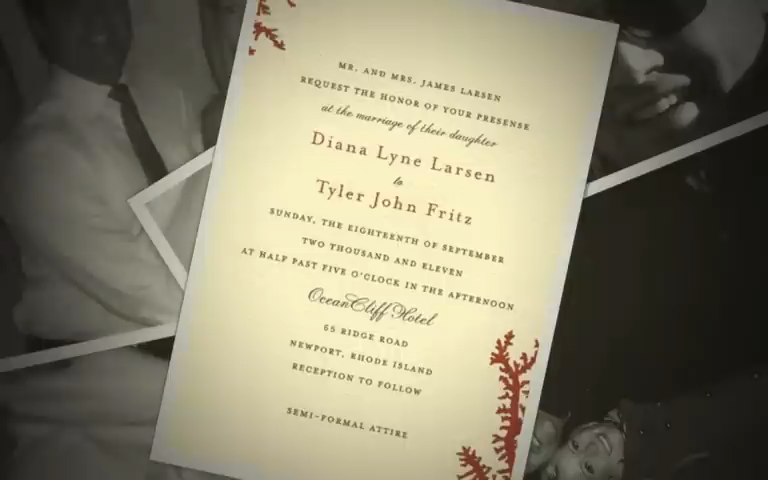 MR. AND MRS. JAMES LARSEN
REQUEST THE HONOR OF YOUR PRESENSE
at the marriage of their daughter
Diana Lyne Larsen
to
Tyler John Fritz
SUNDAY, THE EIGHTEENTH OF SEPTEMBER
TWO THOUSAND AND ELEVEN
AT HALF PAST FIVE O'CLOCK IN THE AFTERNOON
OceanCliff Hotel
65 RIDGE ROAD
NEWPORT, RHODE ISLAND
RECEPTION TO FOLLOW
SEMI-FORMAL ATTIRE